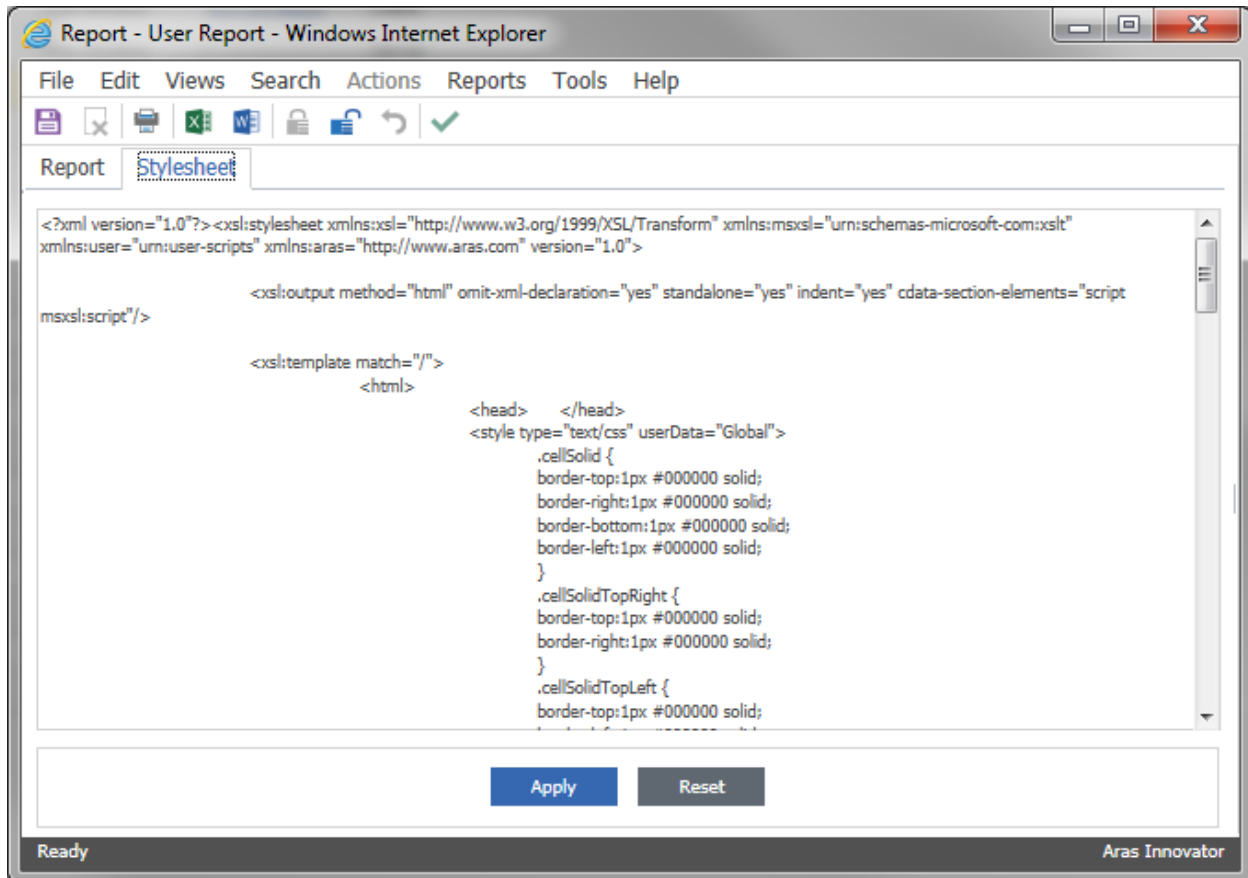 Report - User Report - Windows Internet Explorer
File Edit Views Search Actions Reports Tools Help
Report Stylesheet
<?xml version="1.0"?><xsl:stylesheet xmlns:xsl="http://www.w3.org/1999/XSL/Transform" xmlns:msxsl="urn:schemas-microsoft-com:xslt"
xmlns:user="urn:user-scripts" xmlns:aras="http://www.aras.com" version="1.0">
<xsl:output method="html" omit-xml-declaration="yes" standalone="yes" indent="yes" cdata-section-elements="script
msxsl:script"/>
<xsl:template match="/">
<html>
<head> </head>
<style type="text/css" userData="Global">
.cellSolid {
border-top:1px #000000 solid;
border-right:1px #000000 solid;
border-bottom:1px #000000 solid;
border-left:1px #000000 solid;
}
.cellSolidTopRight {
border-top:1px #000000 solid;
border-right:1px #000000 solid;
}
.cellSolidTopLeft {
border-top:1px #000000 solid;
Apply Reset
Ready Aras Innovator